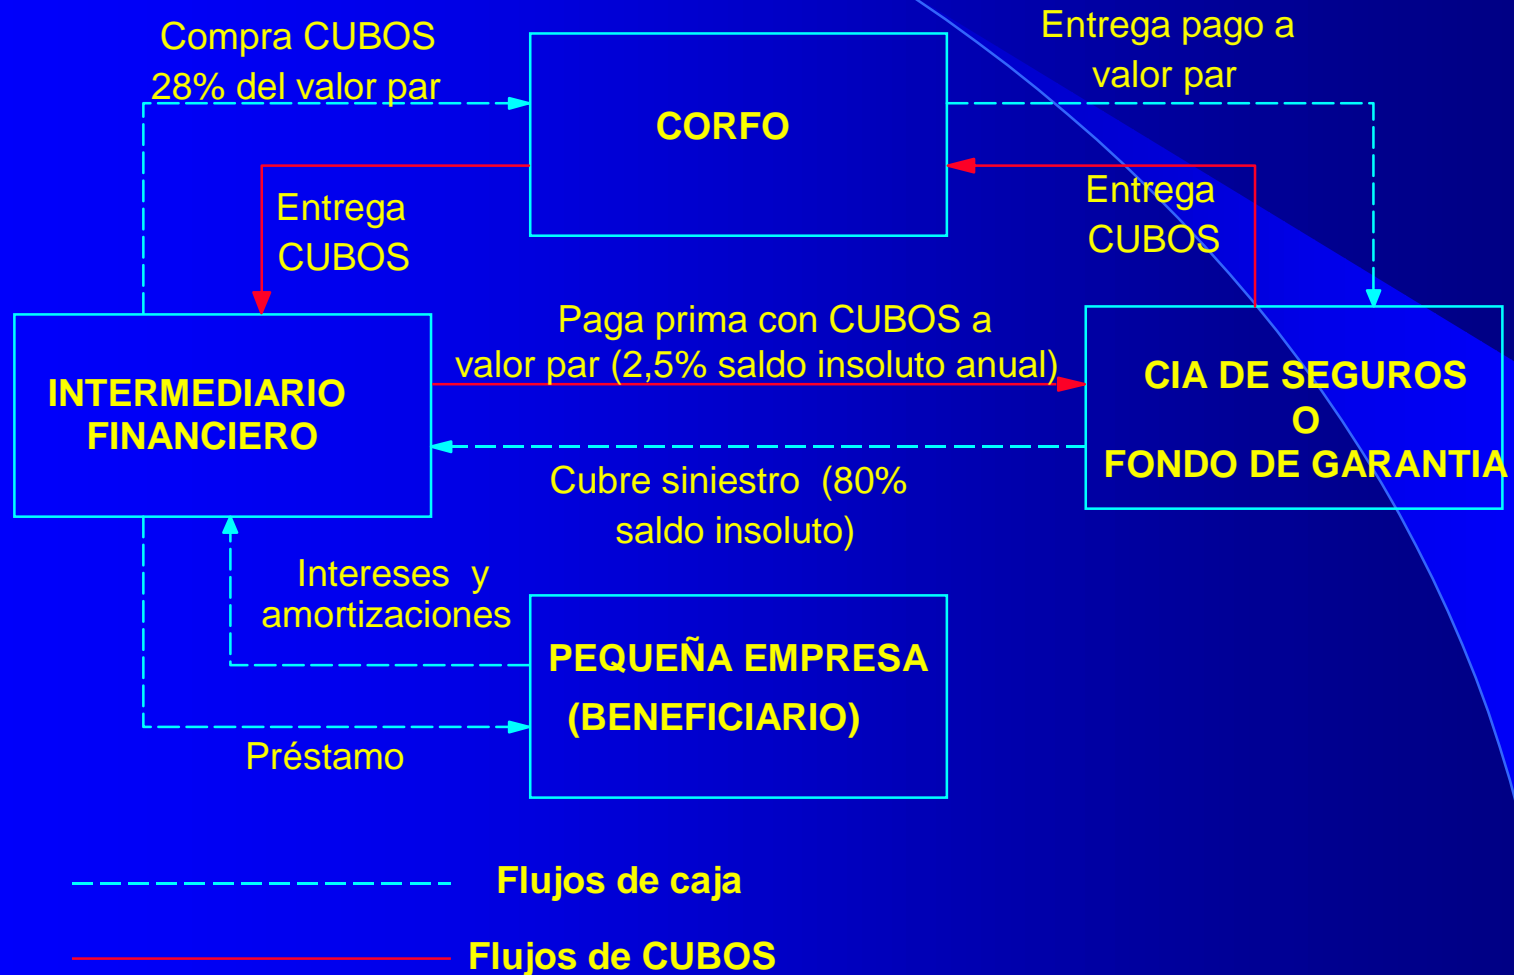 Compra CUBOS
28% del valor par
Entrega pago a
valor par
CORFO
Entrega
CUBOS
Entrega
CUBOS
Paga prima con CUBOS a
valor par (2,5% saldo insoluto anual)
INTERMEDIARIO
FINANCIERO
CIA DE SEGUROS
O
FONDO DE GARANTIA
Cubre siniestro (80%
saldo insoluto)
Intereses y
amortizaciones
PEQUEÑA EMPRESA
(BENEFICIARIO)
Préstamo
Flujos de caja
Flujos de CUBOS